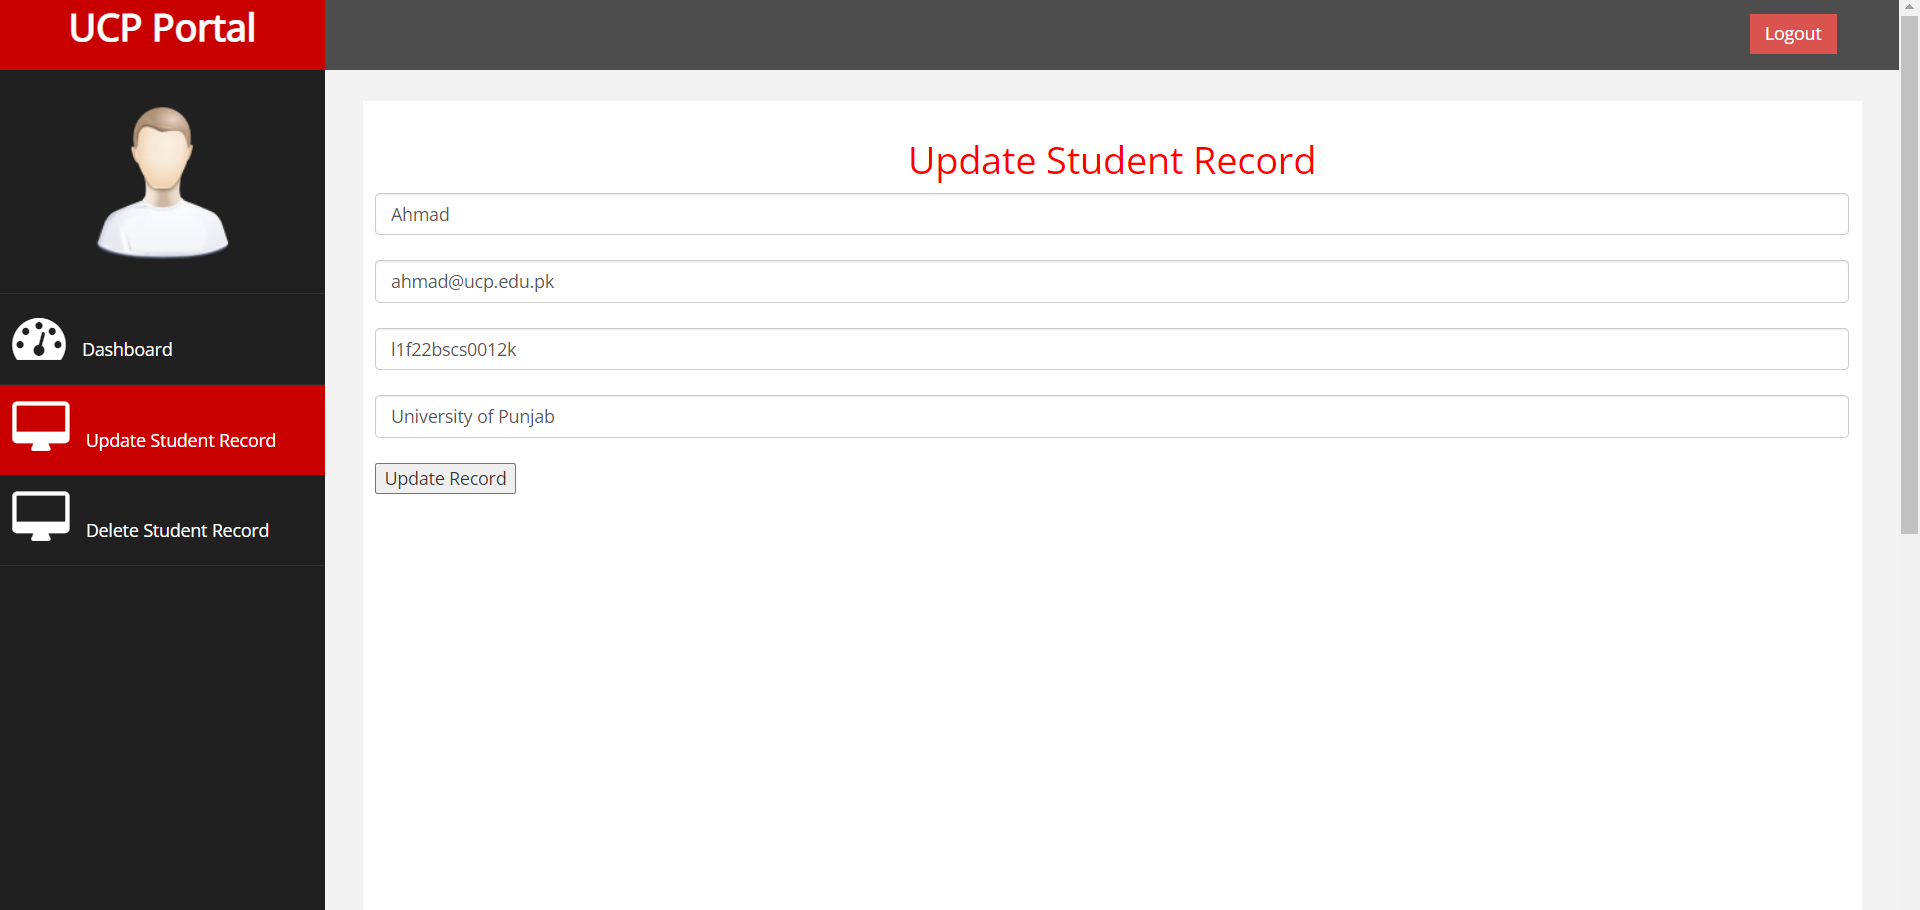 UCP Portal
Logout
Dashboard
Update Student Record
Delete Student Record
Update Student Record
Ahmad
ahmad@ucp.edu.pk
l1f22bscs0012k
University of Punjab
Update Record